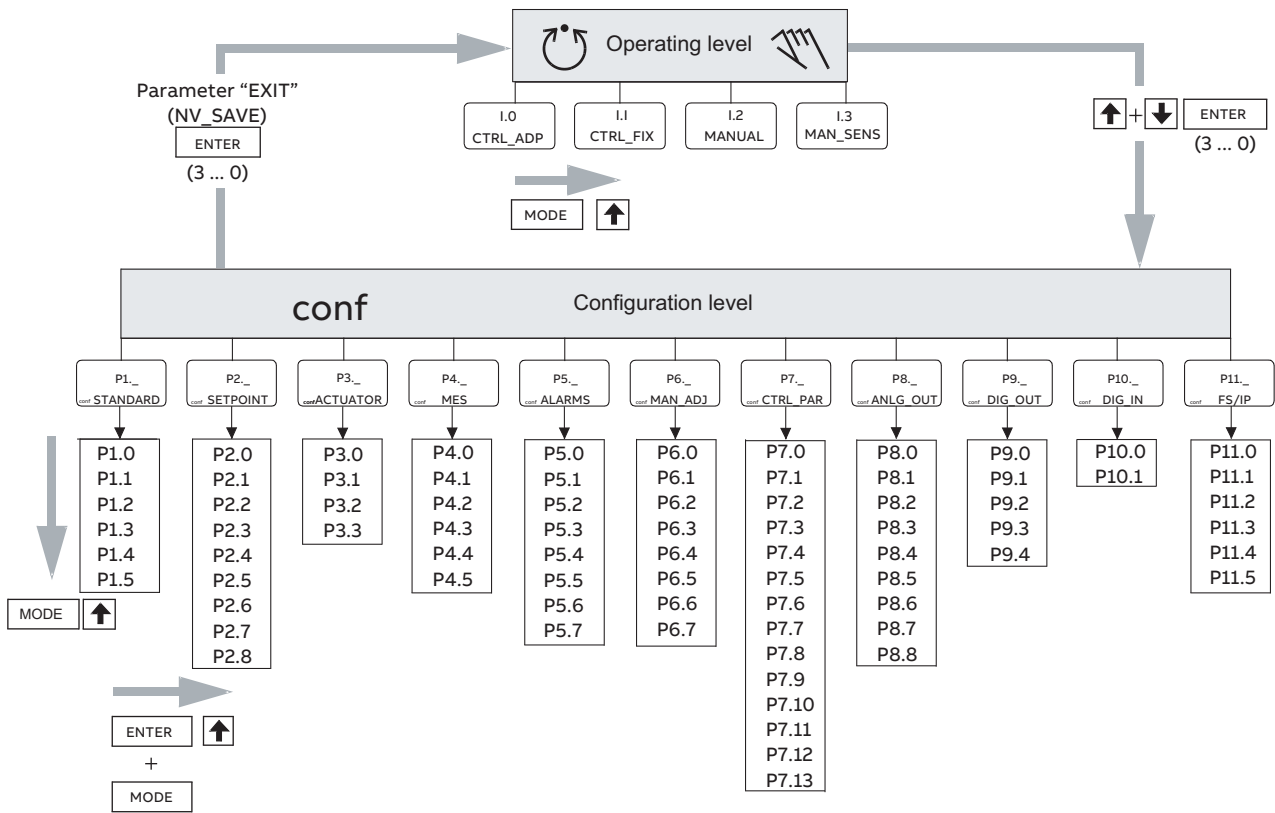 Operating level
Parameter “EXIT”
(NV_SAVE)
ENTER
(3 ... 0)
I.0
CTRL_ADP
I.I
CTRL_FIX
I.2
MANUAL
I.3
MAN_SENS
+
ENTER
(3 ... 0)
MODE
conf
Configuration level
P1._
conf STANDARD
P2._
conf SETPOINT
P3._
conf ACTUATOR
P4._
conf MES
P5._
conf ALARMS
P6._
conf MAN_ADJ
P7._
conf CTRL_PAR
P8._
conf ANLG_OUT
P9._
conf DIG_OUT
P10._
conf DIG_IN
P11._
conf FS/IP
P1.0
P1.1
P1.2
P1.3
P1.4
P1.5
P2.0
P2.1
P2.2
P2.3
P2.4
P2.5
P2.6
P2.7
P2.8
P3.0
P3.1
P3.2
P3.3
P4.0
P4.1
P4.2
P4.3
P4.4
P4.5
P5.0
P5.1
P5.2
P5.3
P5.4
P5.5
P5.6
P5.7
P6.0
P6.1
P6.2
P6.3
P6.4
P6.5
P6.6
P6.7
P7.0
P7.1
P7.2
P7.3
P7.4
P7.5
P7.6
P7.7
P7.8
P7.9
P7.10
P7.11
P7.12
P7.13
P8.0
P8.1
P8.2
P8.3
P8.4
P8.5
P8.6
P8.7
P8.8
P9.0
P9.1
P9.2
P9.3
P9.4
P10.0
P10.1
P11.0
P11.1
P11.2
P11.3
P11.4
P11.5
MODE
ENTER
+
MODE